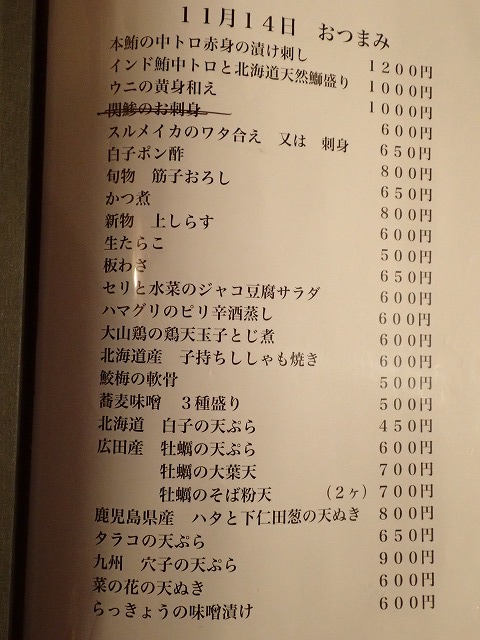 11月14日 おつまみ
本鮪の中トロ赤身の漬け刺し 1200円
インド鮪中トロと北海道天然鰤盛り 1000円
ウニの黄身和え 1000円
関鯵のお刺身 600円
スルメイカのワタ合え 又は 刺身 650円
白子ポン酢 800円
旬物 筋子おろし 650円
かつ煮 800円
新物 上しらす 600円
生たらこ 500円
板わさ 650円
セリと水菜のジャコ豆腐サラダ 600円
ハマグリのピリ辛酒蒸し 600円
大山鶏の鶏天玉子とじ煮 600円
北海道産 子持ちししゃも焼き 600円
鮫梅の軟骨 500円
蕎麦味噌 3種盛り 500円
北海道 白子の天ぷら 450円
広田産 牡蠣の天ぷら 600円
牡蠣の大葉天 700円
牡蠣のそば粉天 (2ヶ) 700円
鹿児島県産 ハタと下仁田葱の天ぬき 800円
タラコの天ぷら 650円
九州 穴子の天ぷら 900円
菜の花の天ぬき 600円
らっきょうの味噌漬け 600円